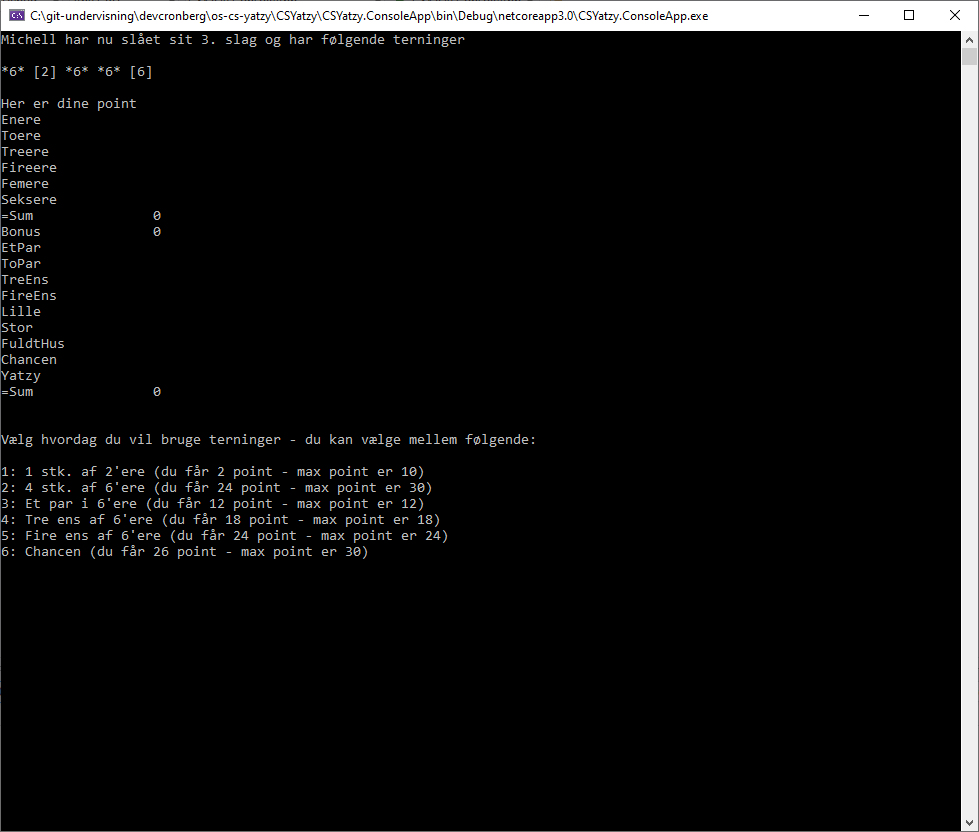 C:\git-undervisning\devcronberg\os-cs-yatzy\CSYatzy\CSYatzy.ConsoleApp\bin\Debug\netcoreapp3.0\CSYatzy.ConsoleApp.exe
Michell har nu slået sit 3. slag og har følgende terninger
*6* [2] *6* *6* [6]
Her er dine point
Enere
Toere
Treere
Fireere
Femere
Seksere
=Sum 0
Bonus 0
EtPar
ToPar
TreEns
FireEns
Lille
Stor
FuldtHus
Chancen
Yatzy
=Sum 0
Vælg hvordag du vil bruge terninger - du kan vælge mellem følgende:
1: 1 stk. af 2'ere (du får 2 point - max point er 10)
2: 4 stk. af 6'ere (du får 24 point - max point er 30)
3: Et par i 6'ere (du får 12 point - max point er 12)
4: Tre ens af 6'ere (du får 18 point - max point er 18)
5: Fire ens af 6'ere (du får 24 point - max point er 24)
6: Chancen (du får 26 point - max point er 30)